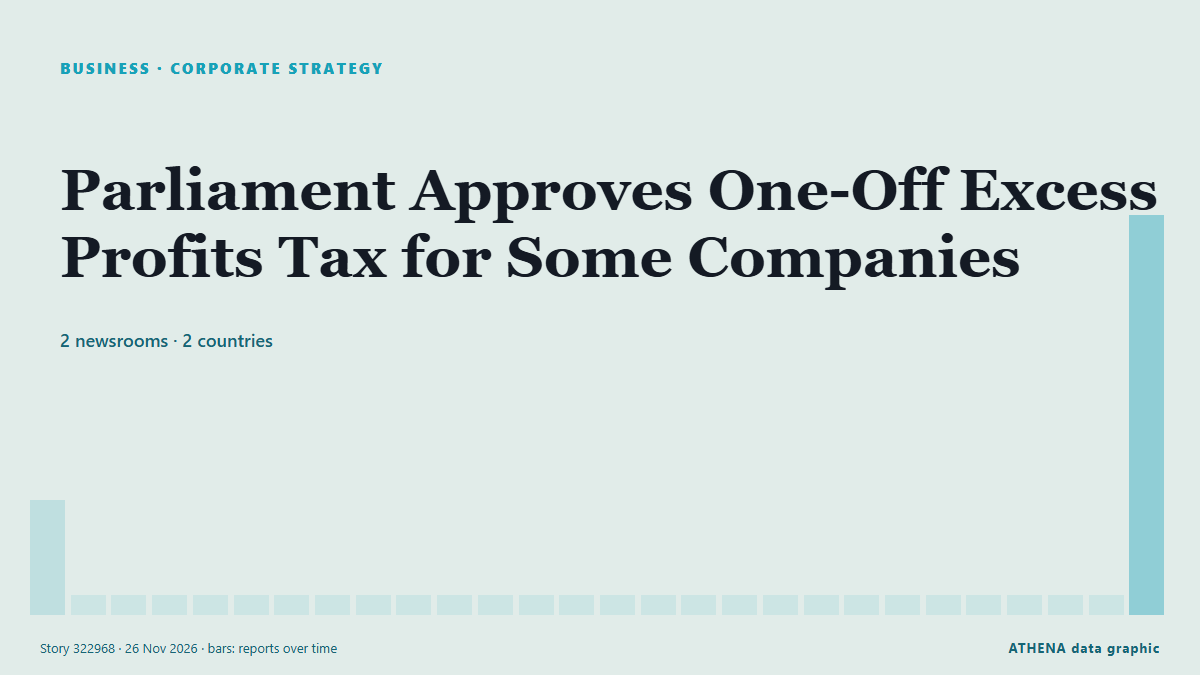 BUSINESS · CORPORATE STRATEGY
Parliament Approves One-Off Excess
Profits Tax for Some Companies
2 newsrooms · 2 countries
Story 322968 · 26 Nov 2026 · bars: reports over time
ATHENA data graphic